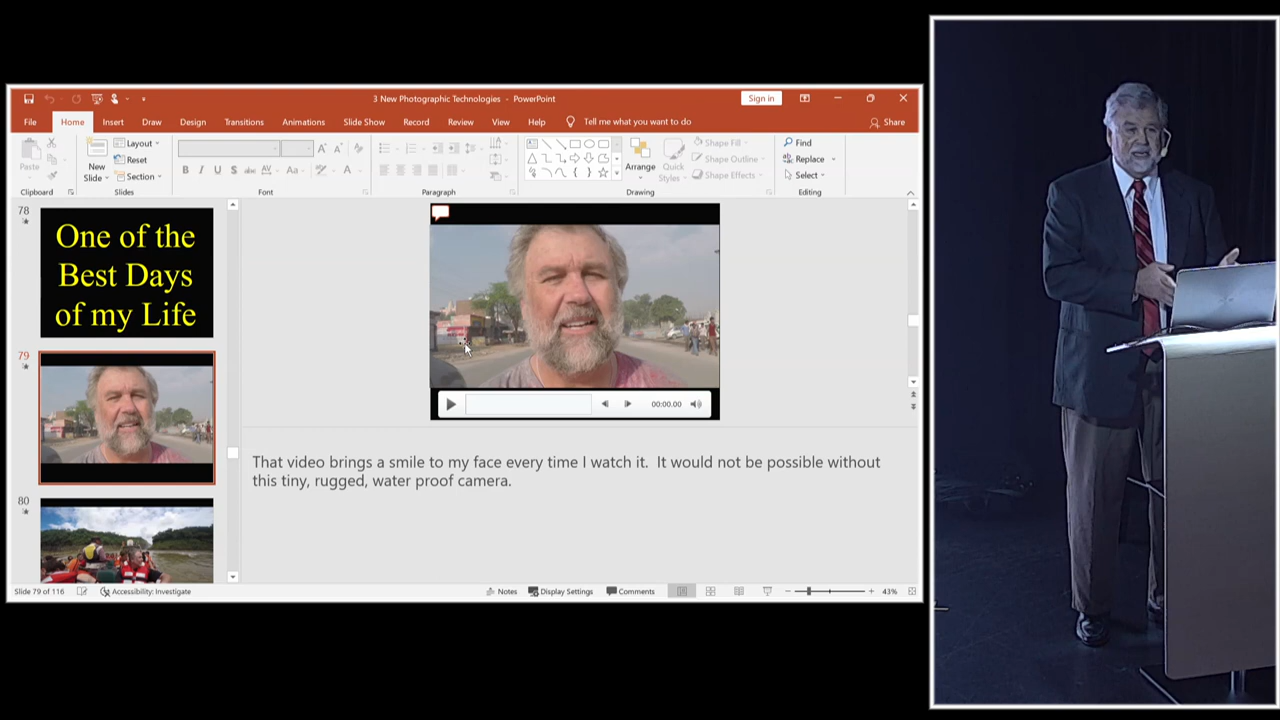 3 New Photographic Technologies - PowerPoint
Sign in
File Home Insert Draw Design Transitions Animations Slide Show Record Review View Help Tell me what you want to do
Share
Paste
Clipboard
New Slide
Layout
Reset
Section
Slides
B I U S abc AV Aa A
Font
Paragraph
Arrange
Quick Styles
Shape Fill
Shape Outline
Shape Effects
Drawing
Find
Replace
Select
Editing
78
One of the
Best Days
of my Life
79
80
00:00.00
That video brings a smile to my face every time I watch it. It would not be possible without
this tiny, rugged, water proof camera.
Slide 79 of 116 Accessibility: Investigate Notes Display Settings Comments 43%